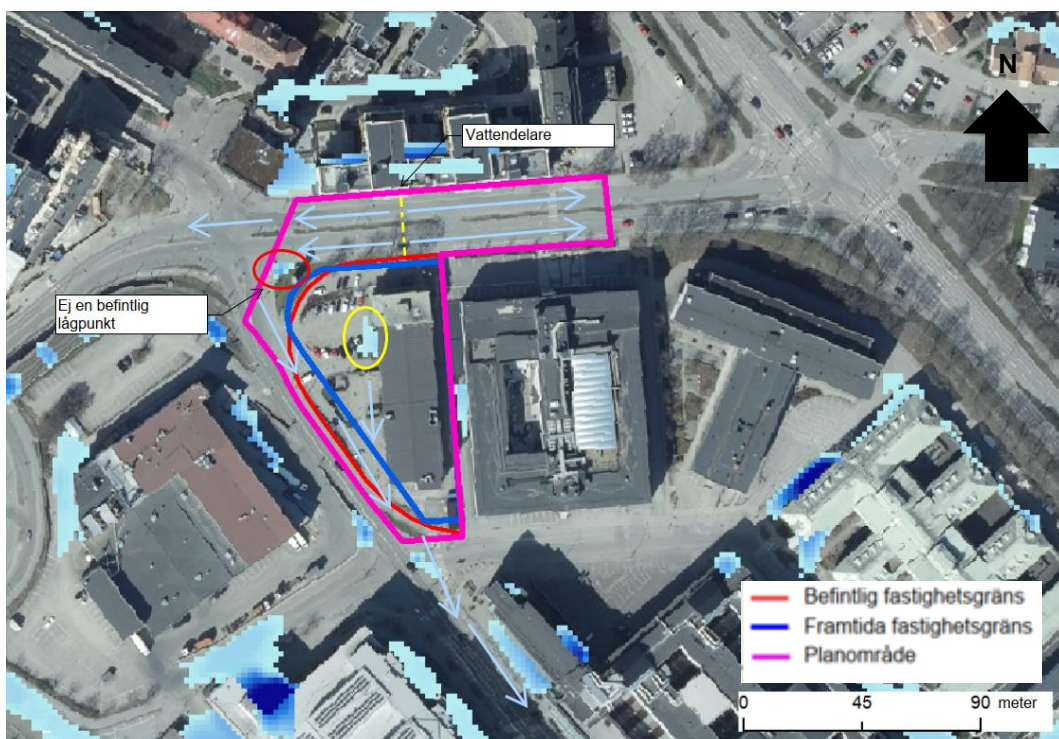 N
Vattendelare
Ej en befintlig
lågpunkt
Befintlig fastighetsgräns
Framtida fastighetsgräns
Planområde
0 45 90 meter